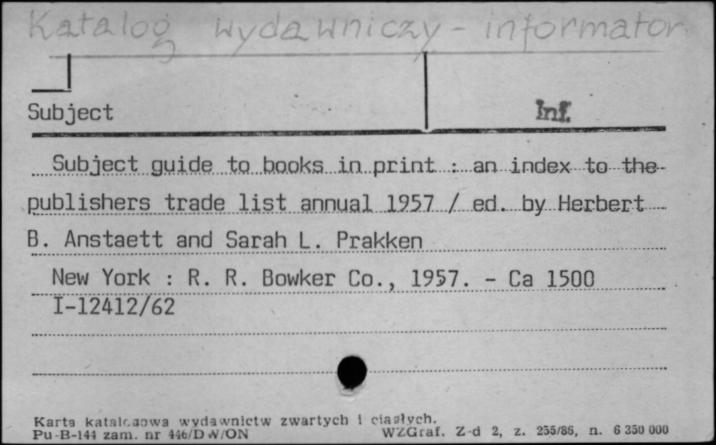 Katalog wydawniczy - informator
Subject Inf.
Subject guide to books in print : an index to the
publishers trade list annual 1957 / ed. by Herbert
B. Anstaett and Sarah L. Prakken
New York : R. R. Bowker Co., 1957. - Ca 1500
I-12412/62
Karta katalogowa wydawnictw zwartych i ciągłych.
Pu-B-144 zam. nr 446/DW/ON WZGraf. Z-d 2, z. 255/86, n. 6 350 000